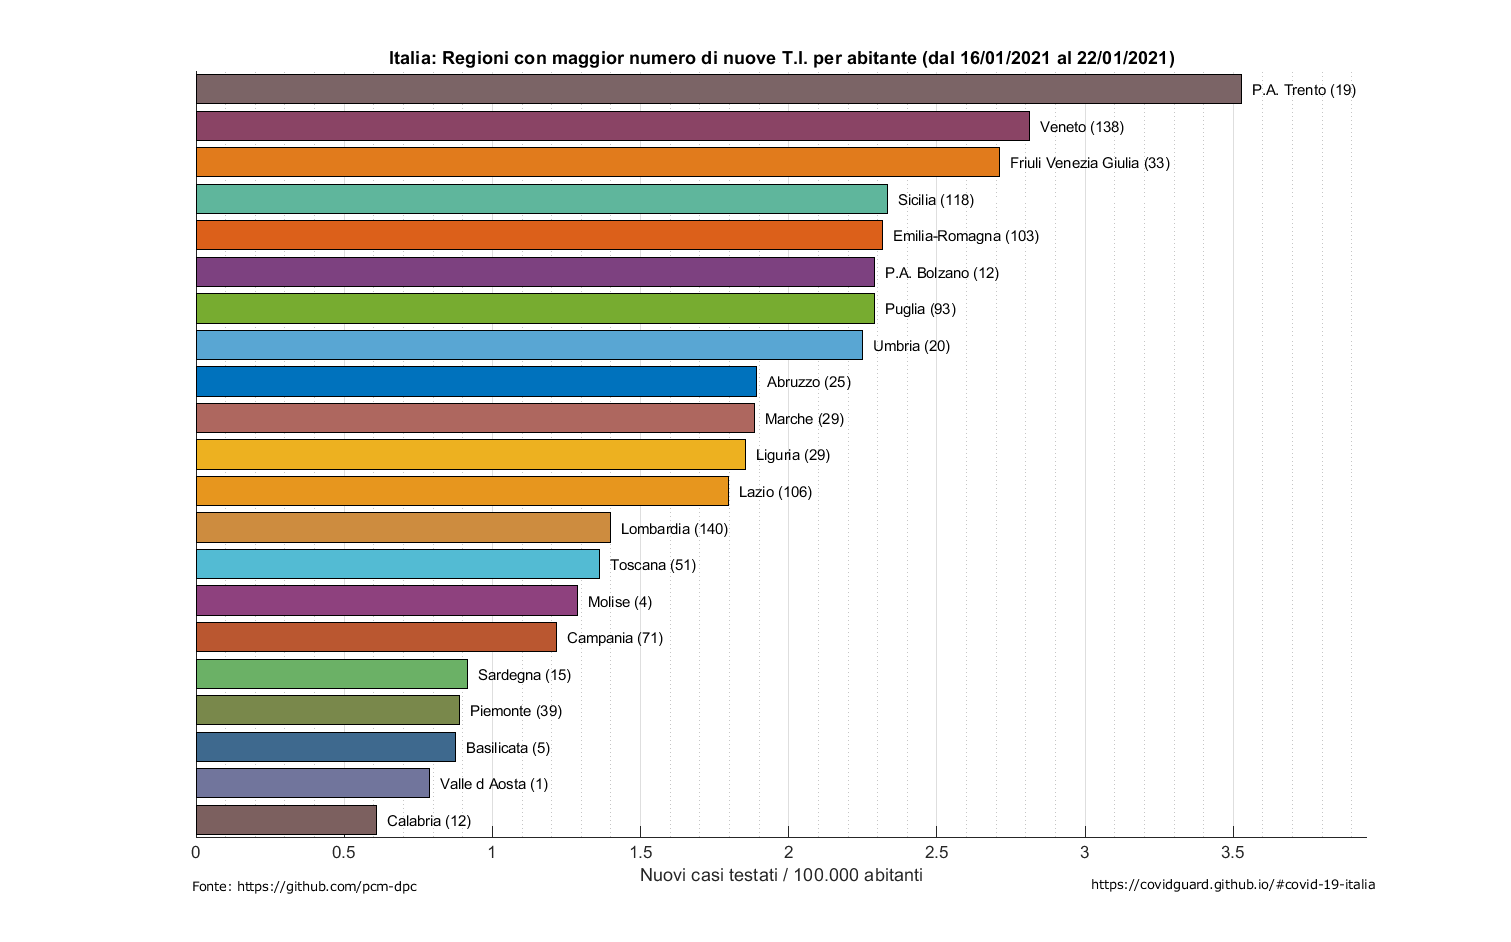 Italia: Regioni con maggior numero di nuove T.I. per abitante (dal 16/01/2021 al 22/01/2021)
P.A. Trento (19)
Veneto (138)
Friuli Venezia Giulia (33)
Sicilia (118)
Emilia-Romagna (103)
P.A. Bolzano (12)
Puglia (93)
Umbria (20)
Abruzzo (25)
Marche (29)
Liguria (29)
Lazio (106)
Lombardia (140)
Toscana (51)
Molise (4)
Campania (71)
Sardegna (15)
Piemonte (39)
Basilicata (5)
Valle d Aosta (1)
Calabria (12)
0 0.5 1 1.5 2 2.5 3 3.5
Nuovi casi testati / 100.000 abitanti
Fonte: https://github.com/pcm-dpc
https://covidguard.github.io/#covid-19-italia